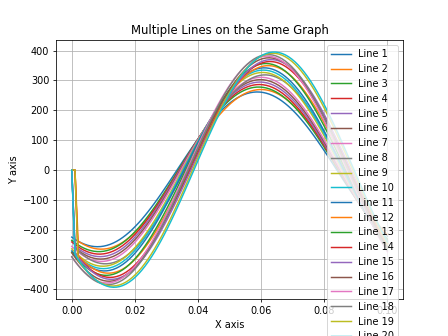 Multiple Lines on the Same Graph
Y axis
400
300
200
100
0
−100
−200
−300
−400
0.00
0.02
0.04
0.06
X axis
Line 1
Line 2
Line 3
Line 4
Line 5
Line 6
Line 7
Line 8
Line 9
Line 10
Line 11
Line 12
Line 13
Line 14
Line 15
Line 16
Line 17
Line 18
Line 19
Line 20